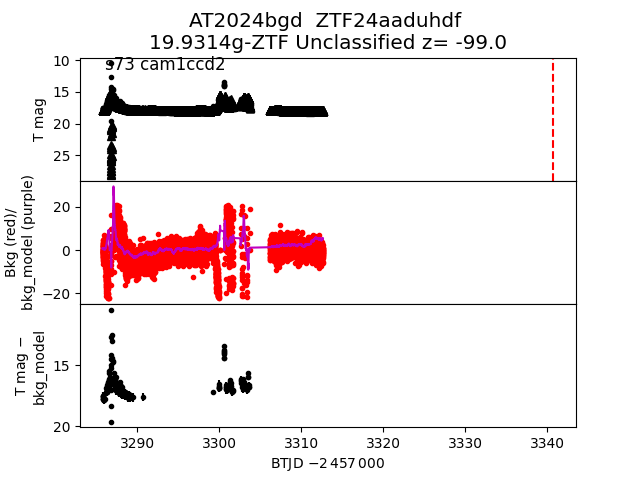 AT2024bgd  ZTF24aaduhdf
19.9314g-ZTF Unclassified z= -99.0
s73 cam1ccd2
10
15
20
25
T mag
20
0
−20
Bkg (red)/
bkg_model (purple)
15
20
T mag −
bkg_model
3290
3300
3310
3320
3330
3340
BTJD −2 457 000